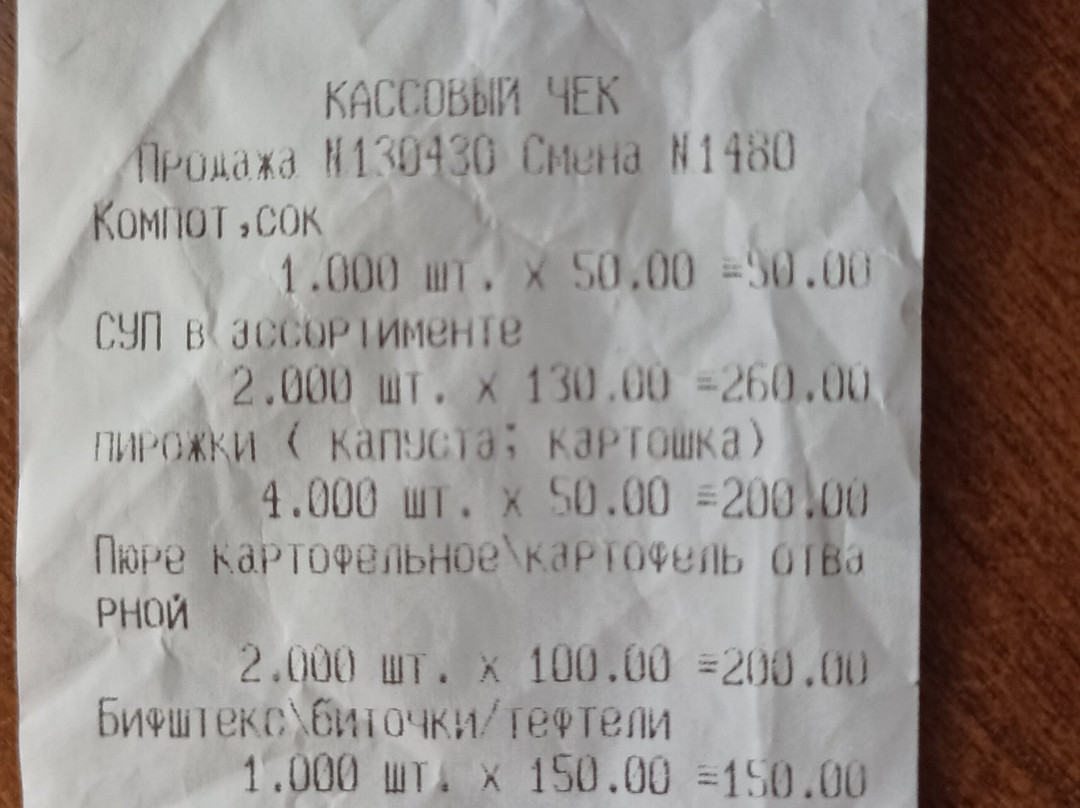 КАССОВЫЙ ЧЕК
Продажа N130430 Смена N1480
Компот,сок
1.000 шт. x 50.00 =50.00
СУП в ассортименте
2.000 шт. x 130.00 =260.00
пирожки ( капуста; картошка)
4.000 шт. x 50.00 =200.00
Пюре картофельное\картофель отва
рной
2.000 шт. x 100.00 =200.00
Бифштекс\биточки/тефтели
1.000 шт. x 150.00 =150.00